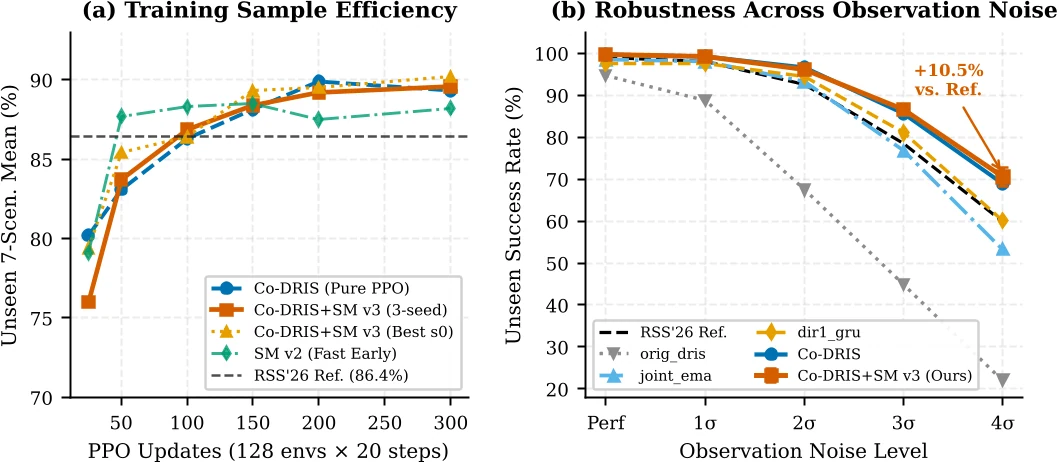 (a) Training Sample Efficiency
Unseen 7-Scen. Mean (%)
90
85
80
75
70
50
100
150
200
250
300
PPO Updates (128 envs × 20 steps)
Co-DRIS (Pure PPO)
Co-DRIS+SM v3 (3-seed)
Co-DRIS+SM v3 (Best s0)
SM v2 (Fast Early)
RSS'26 Ref. (86.4%)
(b) Robustness Across Observation Noise
Unseen Success Rate (%)
100
90
80
70
60
50
40
30
20
Perf
1σ
2σ
3σ
4σ
Observation Noise Level
+10.5%
vs. Ref.
RSS'26 Ref.
orig_dris
joint_ema
dir1_gru
Co-DRIS
Co-DRIS+SM v3 (Ours)